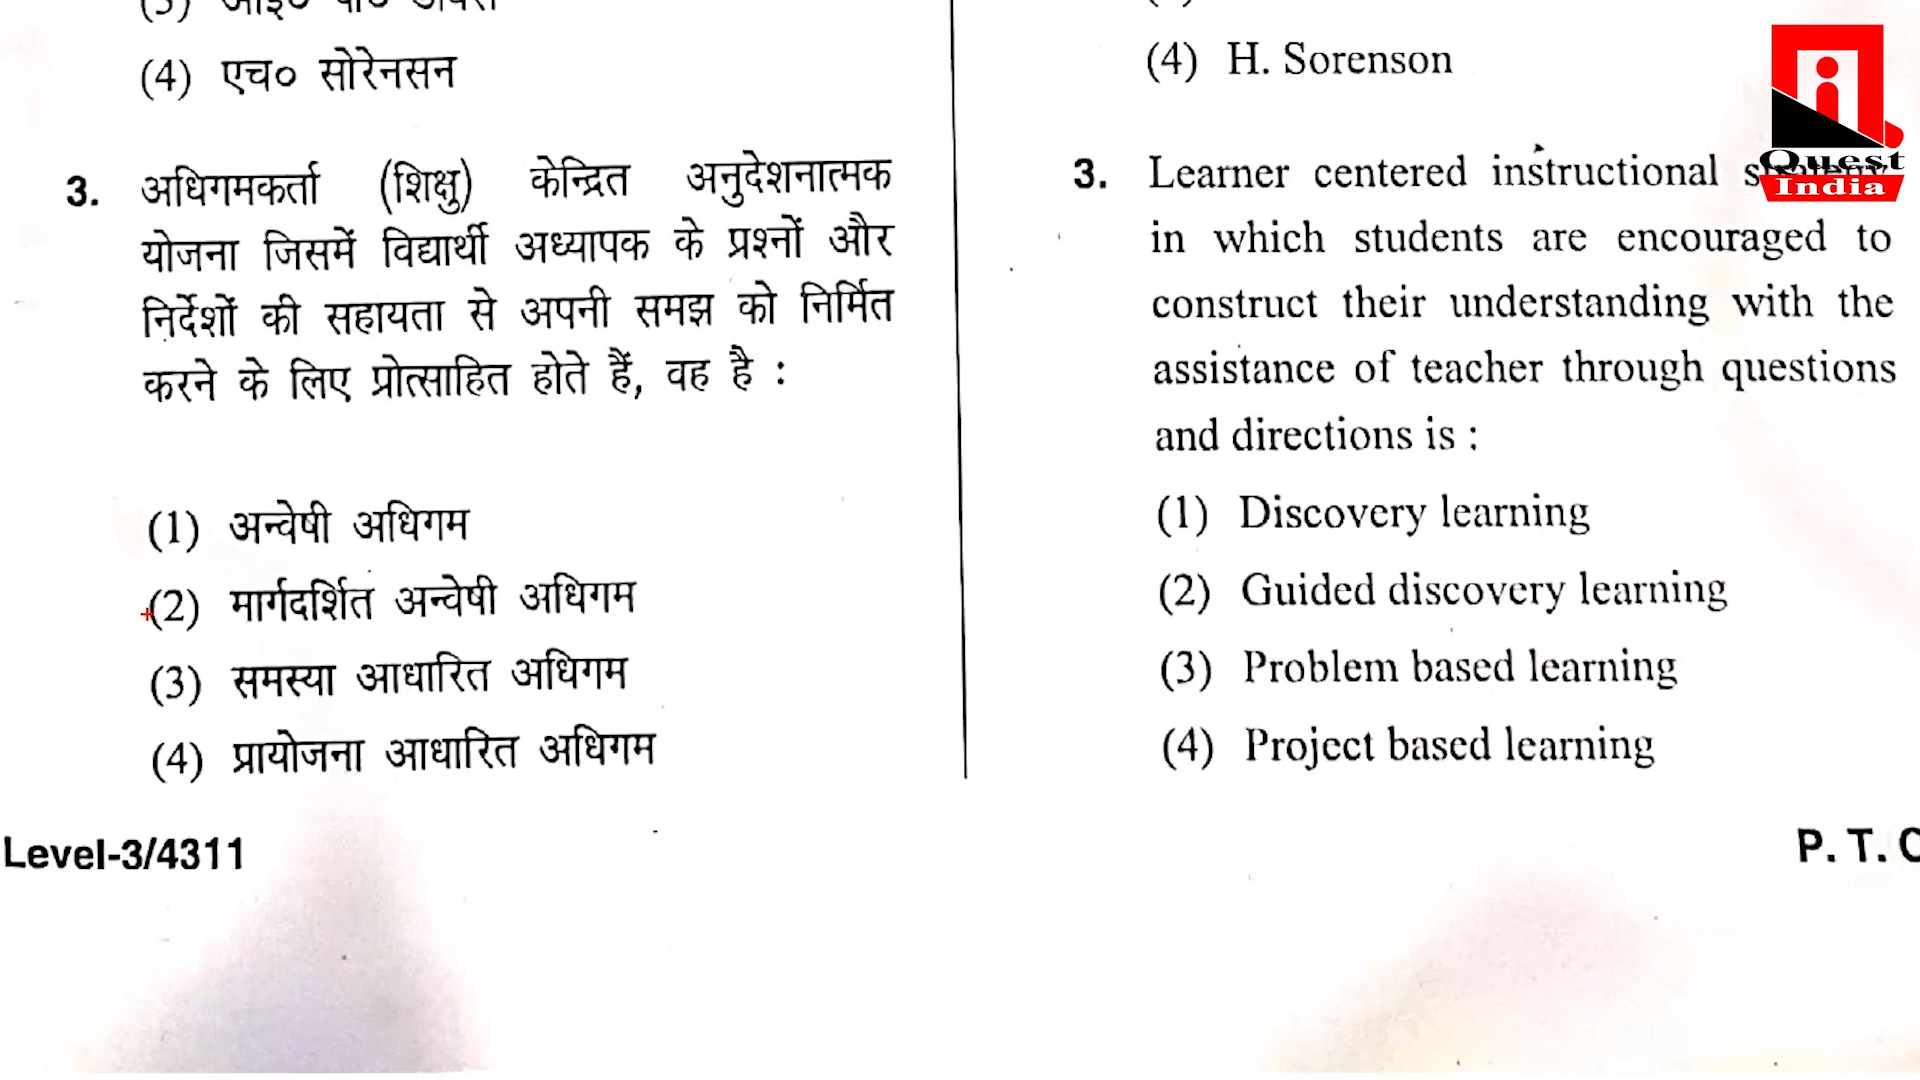 (4) एच० सोरेनसन
3. अधिगमकर्ता (शिक्षु) केन्द्रित अनुदेशनात्मक
योजना जिसमें विद्यार्थी अध्यापक के प्रश्नों और
निर्देशों की सहायता से अपनी समझ को निर्मित
करने के लिए प्रोत्साहित होते हैं, वह है :
(1) अन्वेषी अधिगम
(2) मार्गदर्शित अन्वेषी अधिगम
(3) समस्या आधारित अधिगम
(4) प्रायोजना आधारित अधिगम
Level-3/4311
(4) H. Sorenson
3. Learner centered instructional
in which students are encouraged to
construct their understanding with the
assistance of teacher through questions
and directions is :
(1) Discovery learning
(2) Guided discovery learning
(3) Problem based learning
(4) Project based learning
P. T.
Quest
India